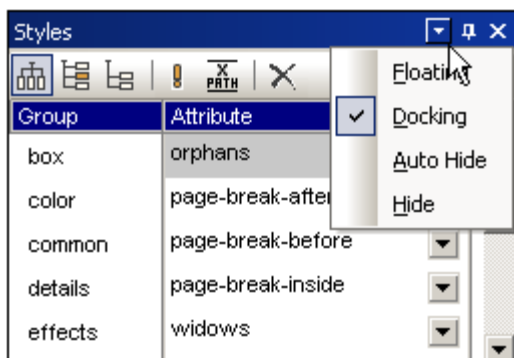 Styles
X
PATH
Floating
Docking
Auto Hide
Hide
Group Attribute
box orphans
color page-break-after
common page-break-before
details page-break-inside
effects widows